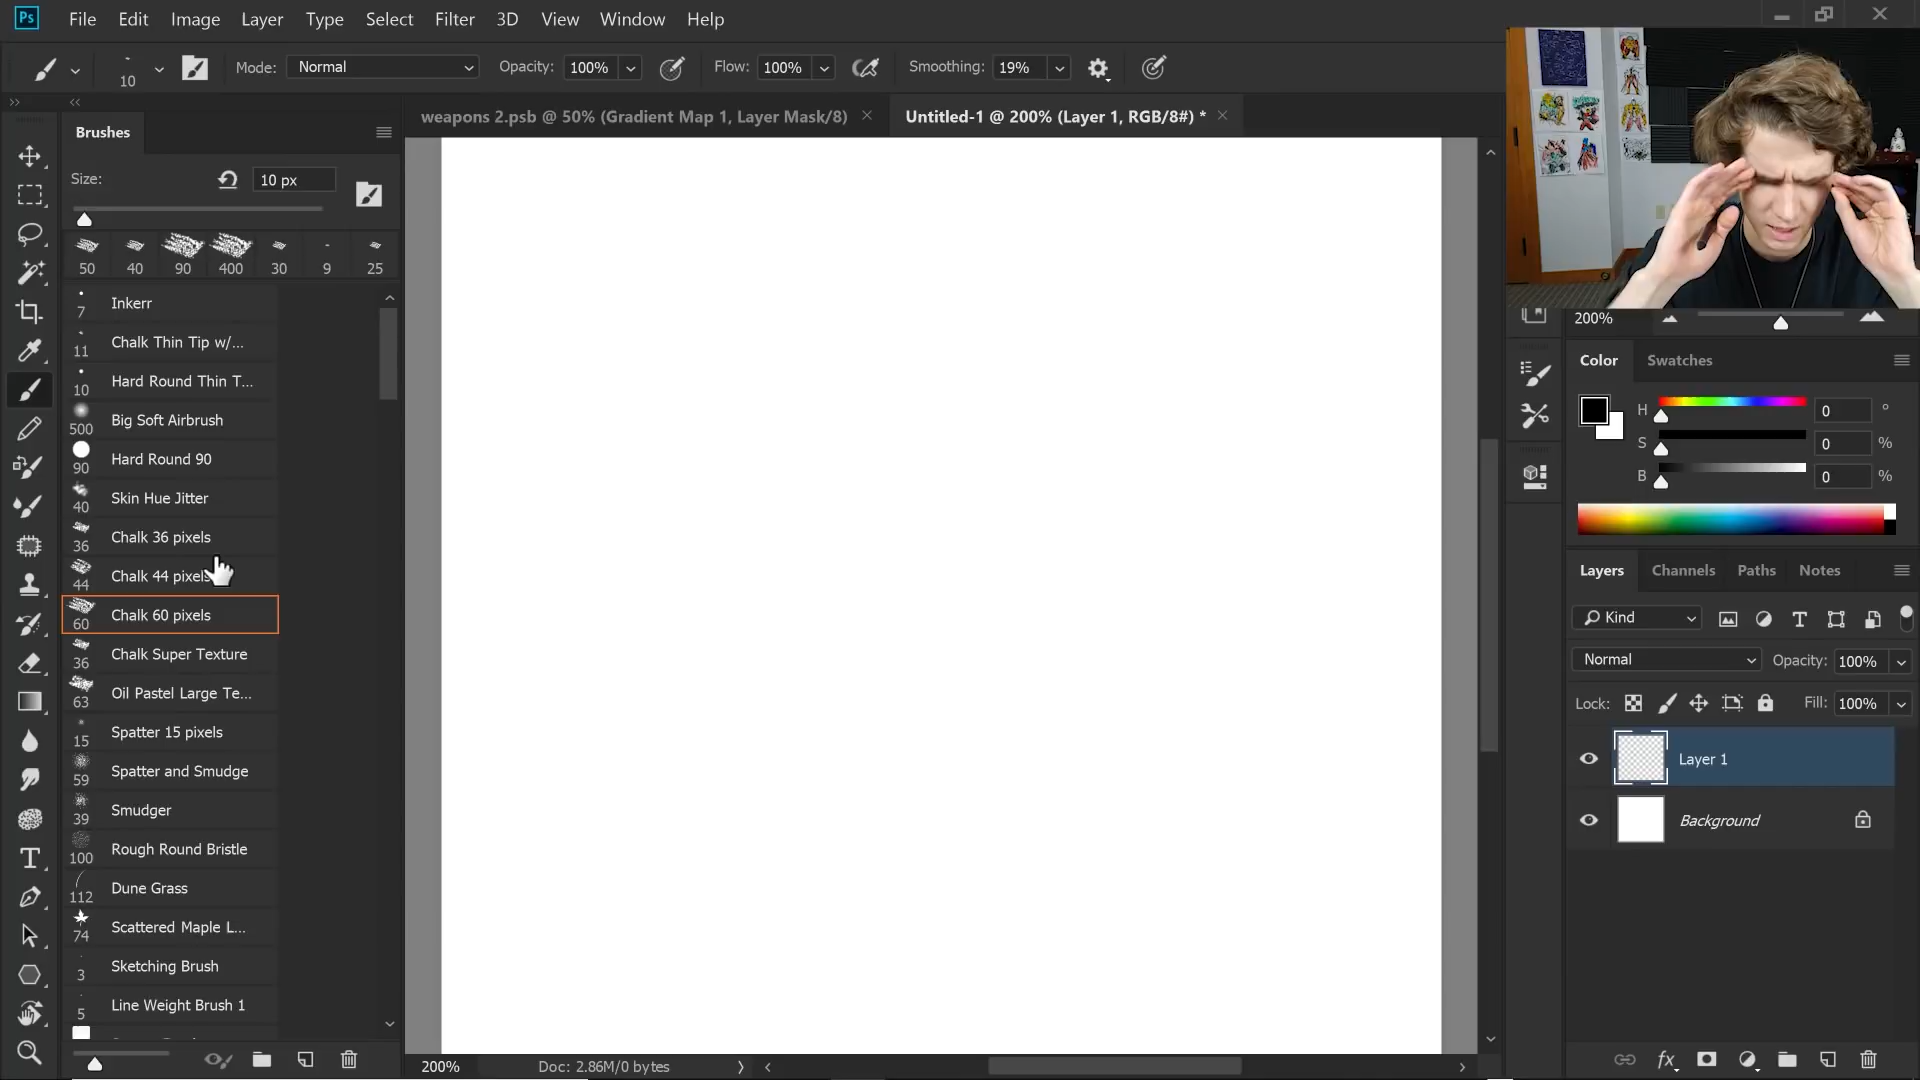 Ps File Edit Image Layer Type Select Filter 3D View Window Help
10 Mode: Normal Opacity: 100% Flow: 100% Smoothing: 19%
weapons 2.psb @ 50% (Gradient Map 1, Layer Mask/8) Untitled-1 @ 200% (Layer 1, RGB/8#) *
Brushes
Size: 10 px
50 40 90 400 30 9 25
Inkerr
7
Chalk Thin Tip w/...
11
Hard Round Thin T...
10
Big Soft Airbrush
500
Hard Round 90
90
Skin Hue Jitter
40
Chalk 36 pixels
36
Chalk 44 pixels
44
Chalk 60 pixels
60
Chalk Super Texture
36
Oil Pastel Large Te...
63
Spatter 15 pixels
15
Spatter and Smudge
59
Smudger
39
Rough Round Bristle
100
Dune Grass
112
Scattered Maple L...
74
Sketching Brush
3
Line Weight Brush 1
5
200% Doc: 2.86M/0 bytes
200%
Color Swatches
H 0 °
S 0 %
B 0 %
Layers Channels Paths Notes
Kind
Normal Opacity: 100%
Lock: Fill: 100%
Layer 1
Background